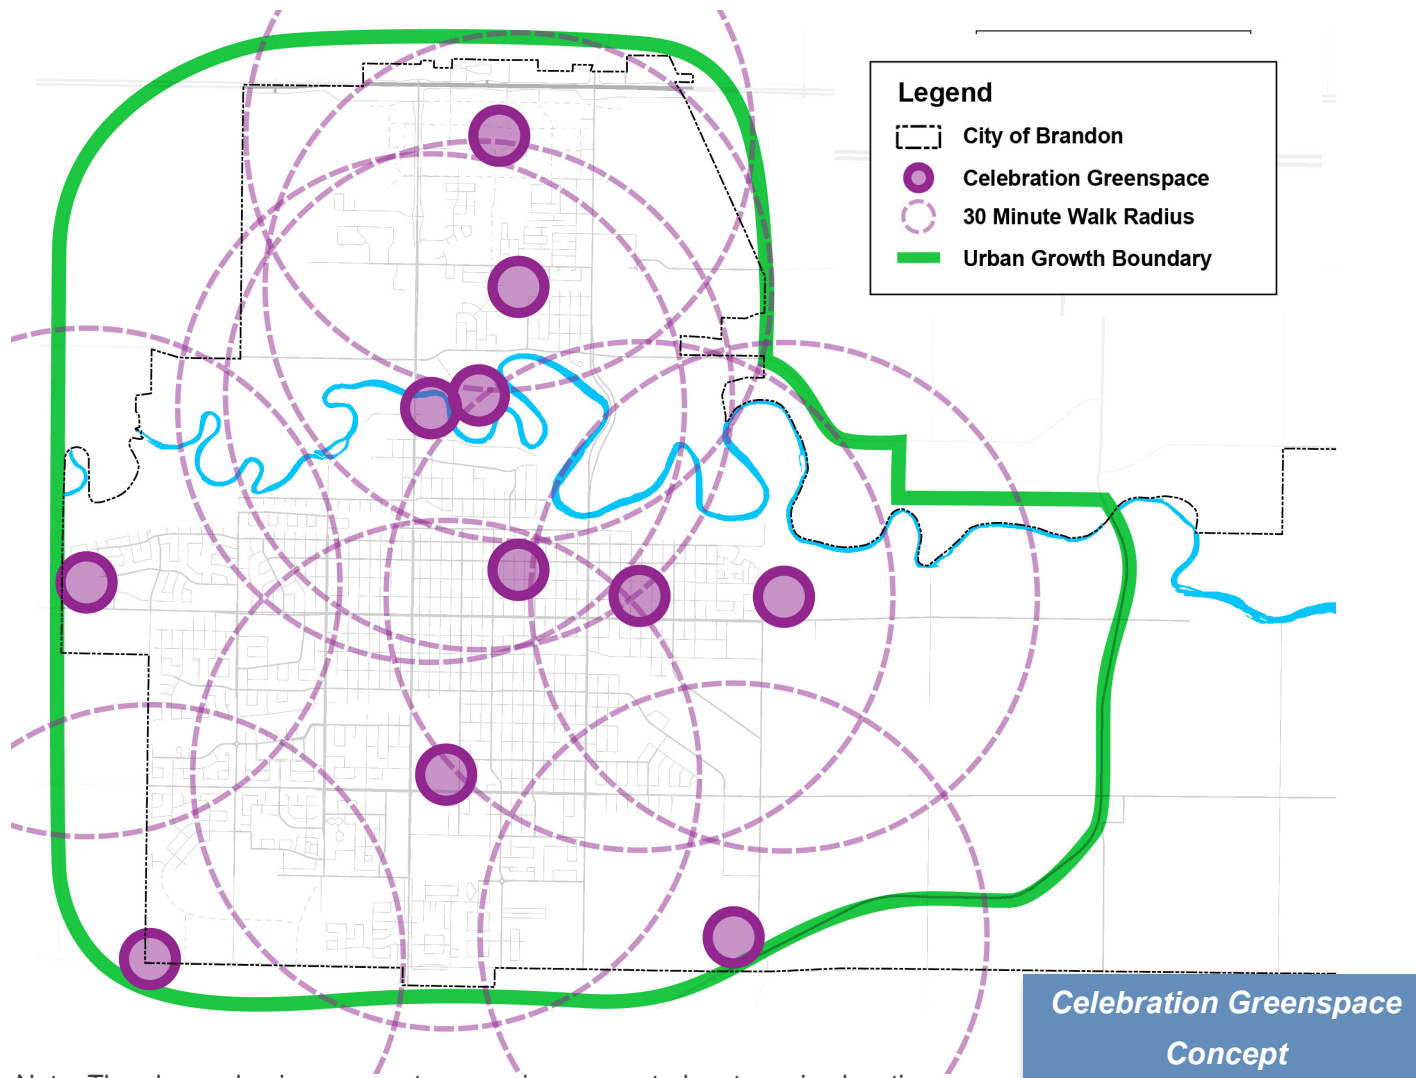 Legend
City of Brandon
Celebration Greenspace
30 Minute Walk Radius
Urban Growth Boundary
Celebration Greenspace
Concept